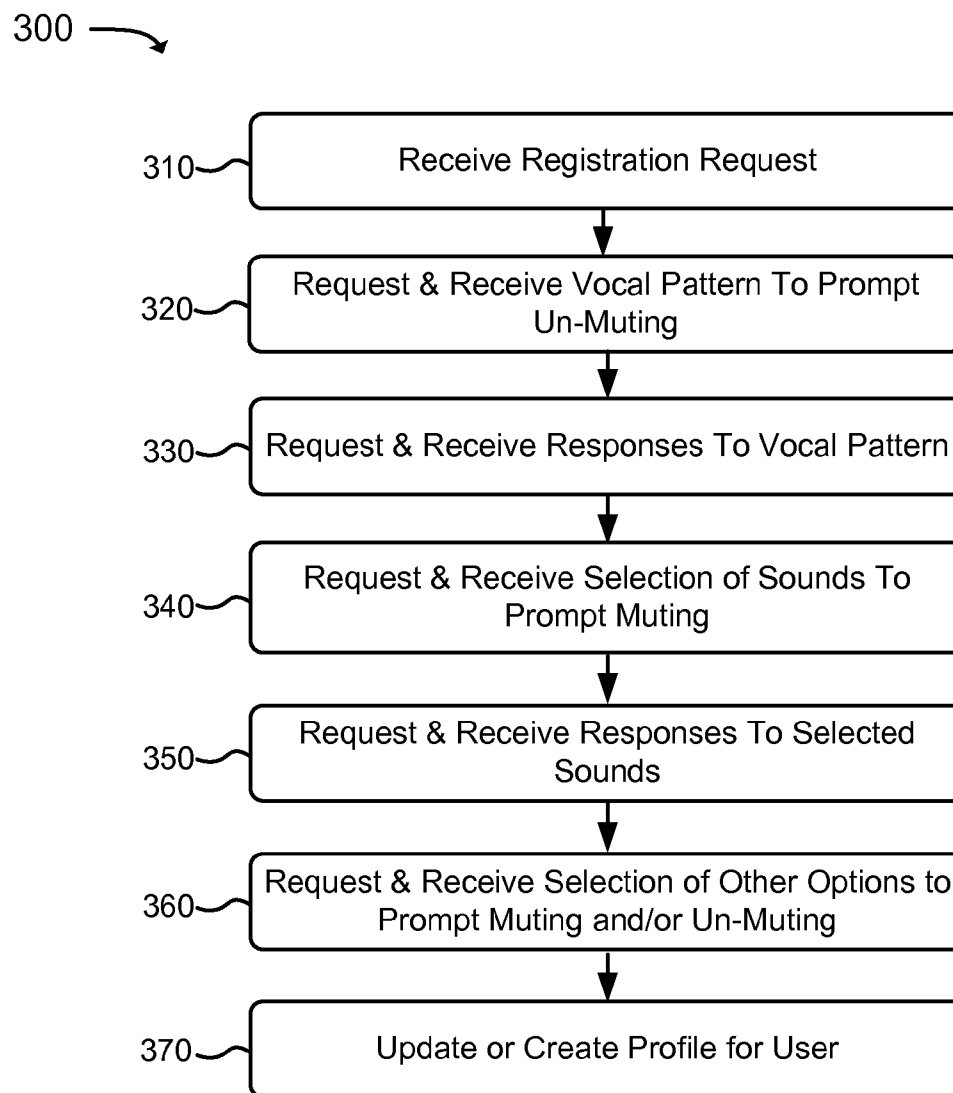 300
310
Receive Registration Request
320
Request & Receive Vocal Pattern To Prompt
Un-Muting
330
Request & Receive Responses To Vocal Pattern
340
Request & Receive Selection of Sounds To
Prompt Muting
350
Request & Receive Responses To Selected
Sounds
360
Request & Receive Selection of Other Options to
Prompt Muting and/or Un-Muting
370
Update or Create Profile for User